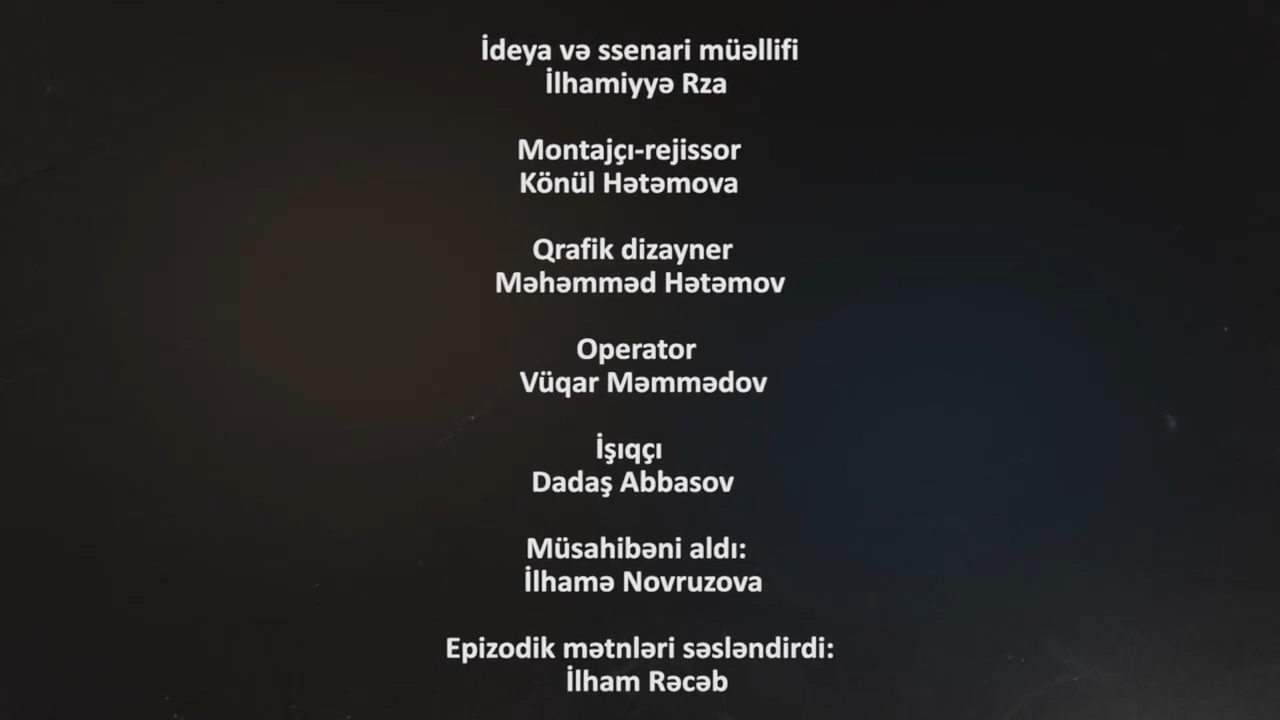 İdeya və ssenari müəllifi
İlhamiyyə Rza
Montajçı-rejissor
Könül Hətəmova
Qrafik dizayner
Məhəmməd Hətəmov
Operator
Vüqar Məmmədov
İşıqçı
Dadaş Abbasov
Müsahibəni aldı:
İlhamə Novruzova
Epizodik mətnləri səsləndirdi:
İlham Rəcəb